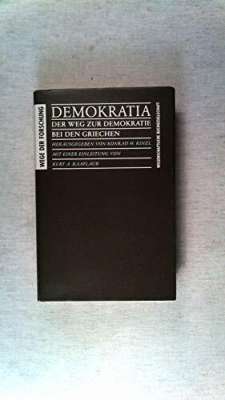 WEGE DER FORSCHUNG
DEMOKRATIA
DER WEG ZUR DEMOKRATIE
BEI DEN GRIECHEN
HERAUSGEGEBEN VON KONRAD H. KINZL
MIT EINER EINLEITUNG VON
KURT A. RAAFLAUB
WISSENSCHAFTLICHE BUCHGESELLSCHAFT